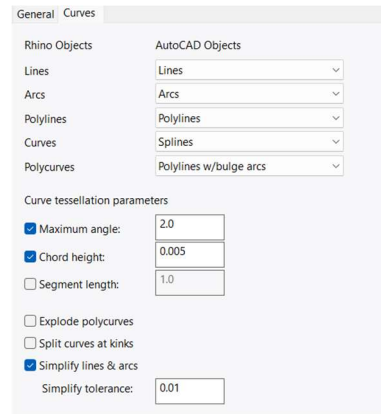 General Curves
Rhino Objects AutoCAD Objects
Lines Lines
Arcs Arcs
Polylines Polylines
Curves Splines
Polycurves Polylines w/bulge arcs
Curve tessellation parameters
Maximum angle: 2.0
Chord height: 0.005
Segment length: 1.0
Explode polycurves
Split curves at kinks
Simplify lines & arcs
Simplify tolerance: 0.01